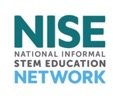 NISE
NATIONAL INFORMAL
STEM EDUCATION
NETWORK